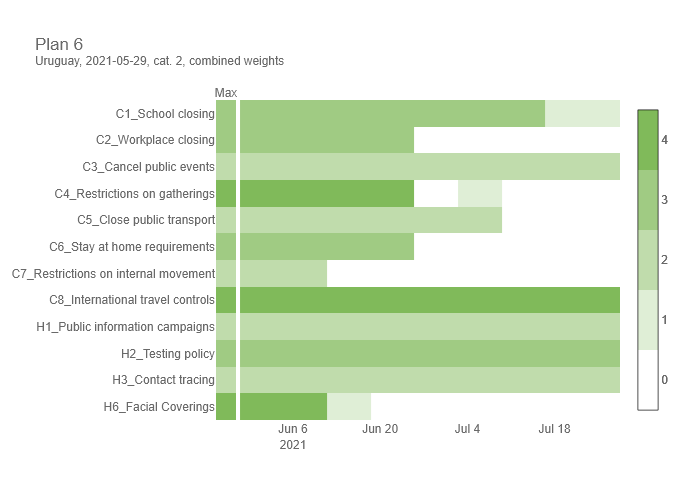 Plan 6
Uruguay, 2021-05-29, cat. 2, combined weights
Max
C1_School closing
C2_Workplace closing
C3_Cancel public events
C4_Restrictions on gatherings
C5_Close public transport
C6_Stay at home requirements
C7_Restrictions on internal movement
C8_International travel controls
H1_Public information campaigns
H2_Testing policy
H3_Contact tracing
H6_Facial Coverings
Jun 6
2021
Jun 20
Jul 4
Jul 18
4
3
2
1
0